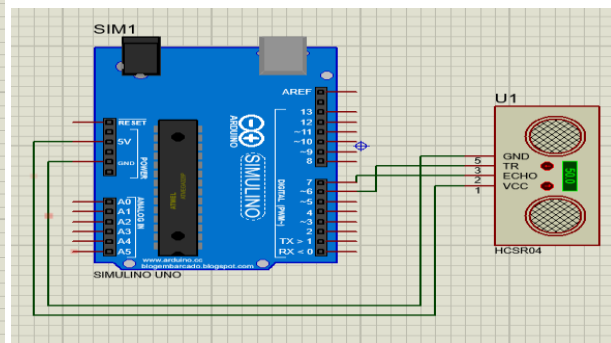 SIM1
AREF
13
12
~11
~10
~9
8
7
~6
~5
4
~3
2
TX > 1
RX < 0
DIGITAL (PWM~)
ARDUINO
SIMULINO
RESET
5V
GND
POWER
A0
A1
A2
A3
A4
A5
ANALOG IN
www.arduino.cc
blogembarcado.blogspot.com
SIMULINO UNO
U1
GND
TR
ECHO
VCC
5
3
2
1
50.0
HCSR04